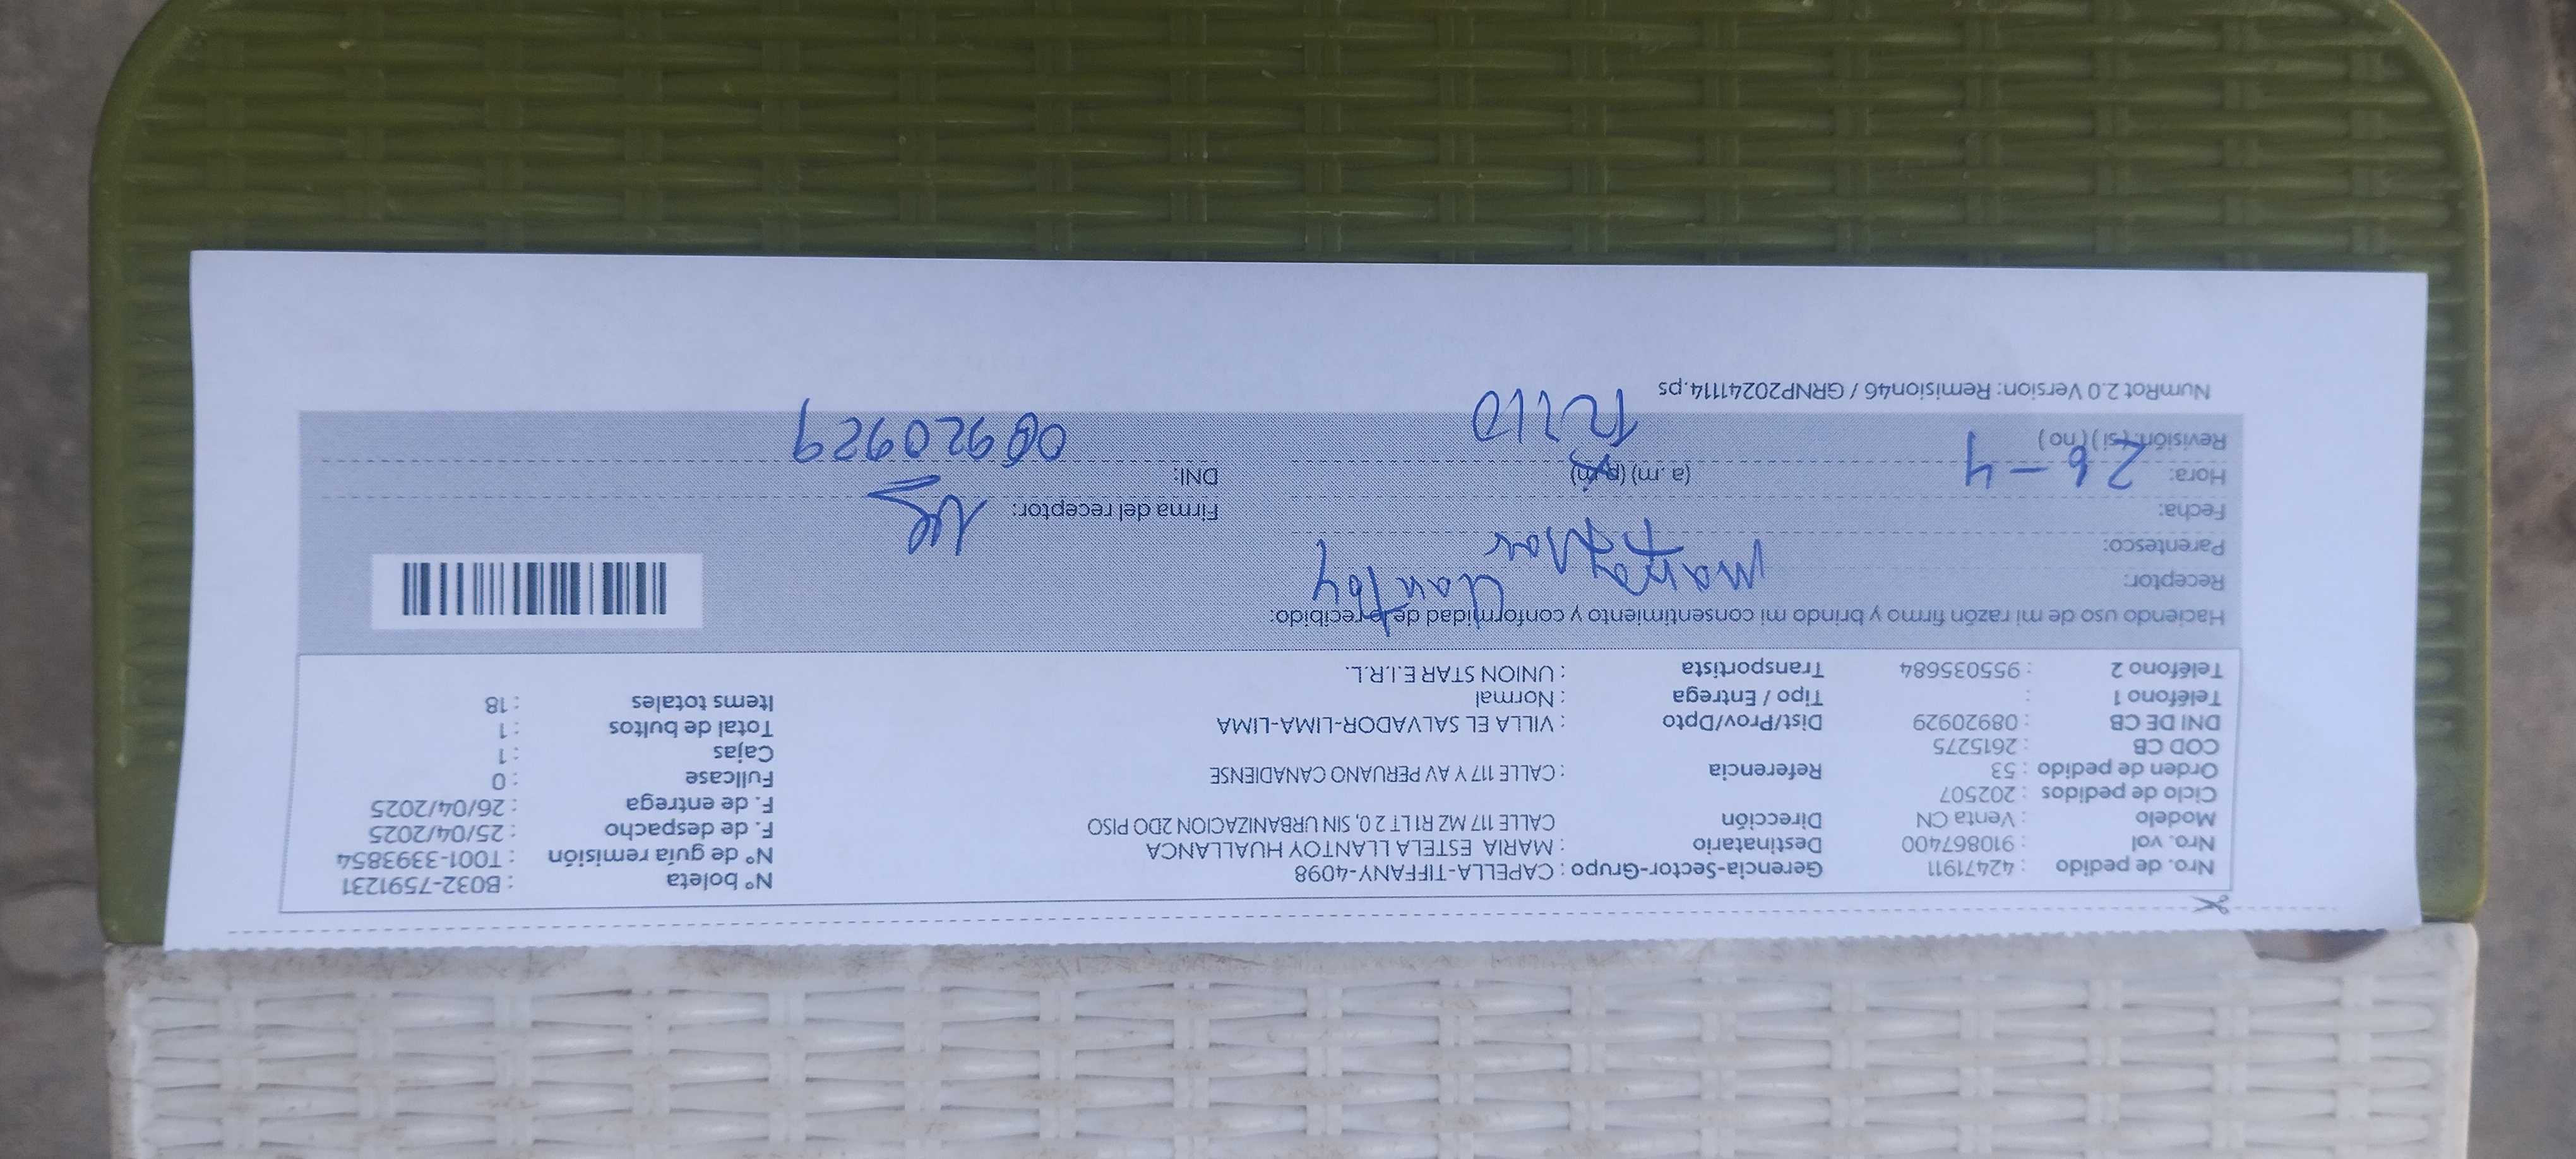 Nro. de pedido : 42471911 Gerencia-Sector-Grupo : CAPELLA-TIFFANY-4098 N° boleta : B032-7591231
Nro. vol : 910867400 Destinatario : MARIA ESTELA LLANTOY HUALLANCA N° de guía remisión : T001-3393854
Modelo : Venta CN Dirección CALLE 117 MZ R1 LT 2 0, SIN URBANIZACION 2DO PISO F. de despacho : 25/04/2025
Ciclo de pedidos : 202507 F. de entrega : 26/04/2025
Orden de pedido : 53 Referencia : CALLE 117 Y AV PERUANO CANADIENSE Fullcase : 0
COD CB : 2615275 Cajas : 1
DNI DE CB : 08920929 Dist/Prov/Dpto : VILLA EL SALVADOR-LIMA-LIMA Total de bultos : 1
Teléfono 1 : Tipo / Entrega : Normal Items totales : 18
Teléfono 2 : 955035684 Transportista : UNION STAR E.I.R.L.
Haciendo uso de mi razón firmo y brindo mi consentimiento y conformidad de lo recibido:
Receptor: Maria Llantoy
Parentesco:
Fecha: 26-4 Firma del receptor:
Hora: (a. m) (p. m) DNI: 08920929
Revisión: (si) (no)
NumRot 2.0 Version: Remision46 / GRNP20241114.ps